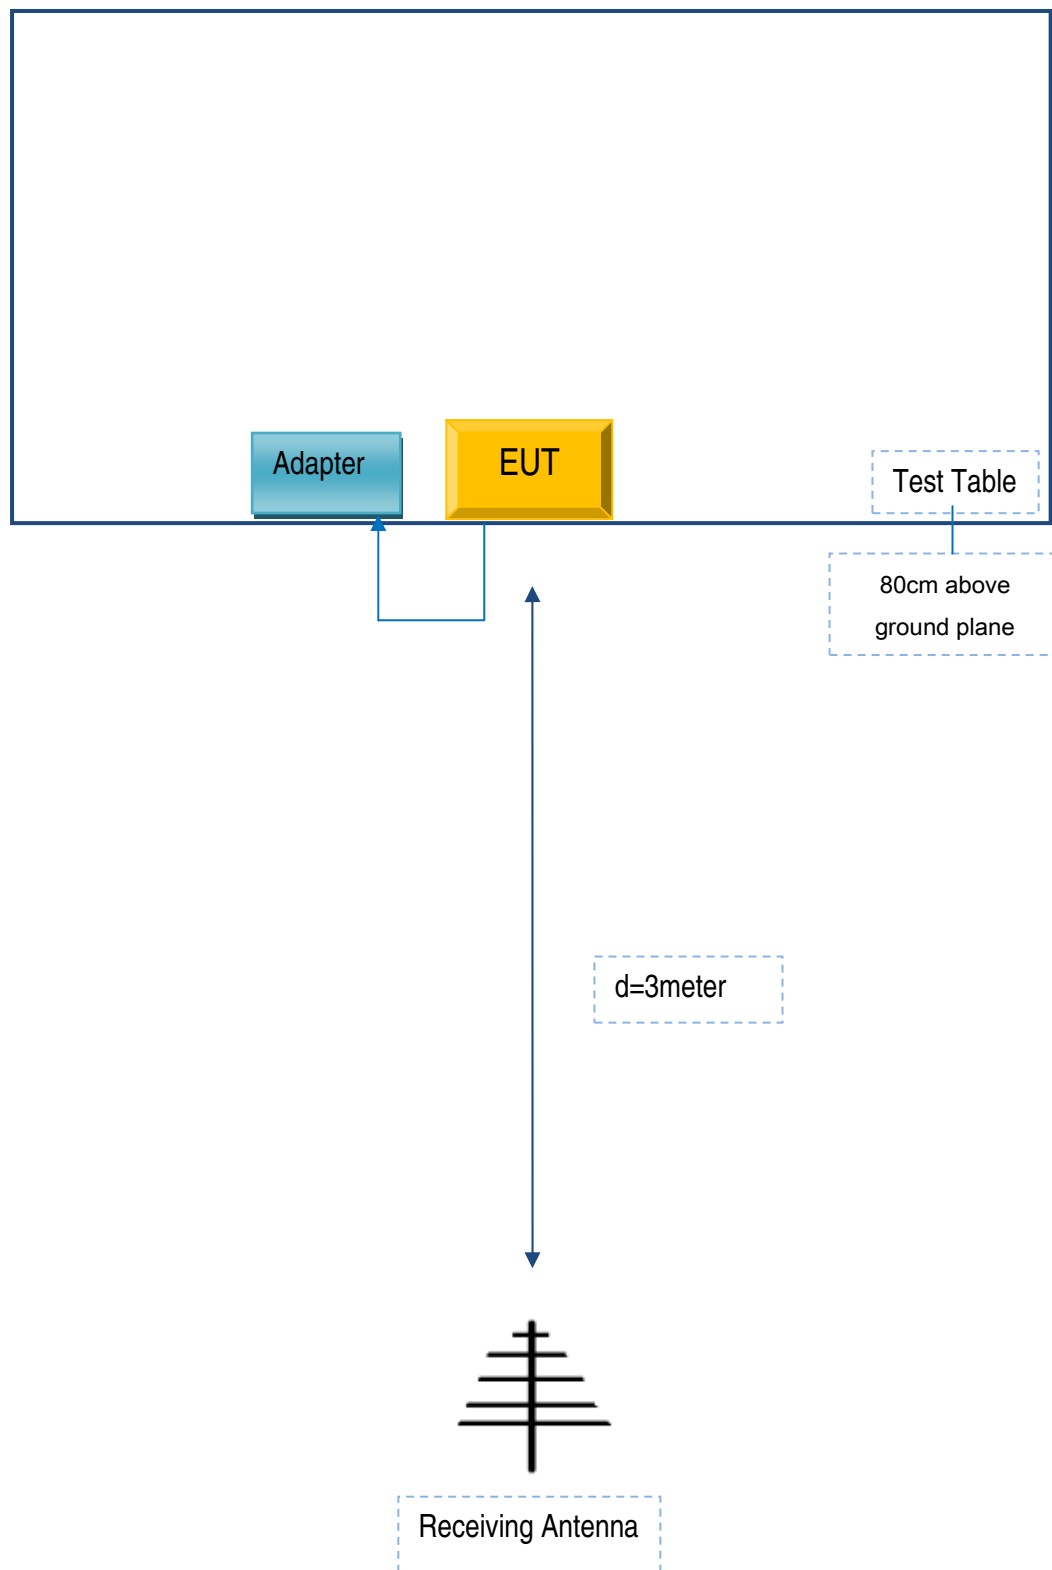 Adapter
EUT
Test Table
80cm above
ground plane
d=3meter
Receiving Antenna